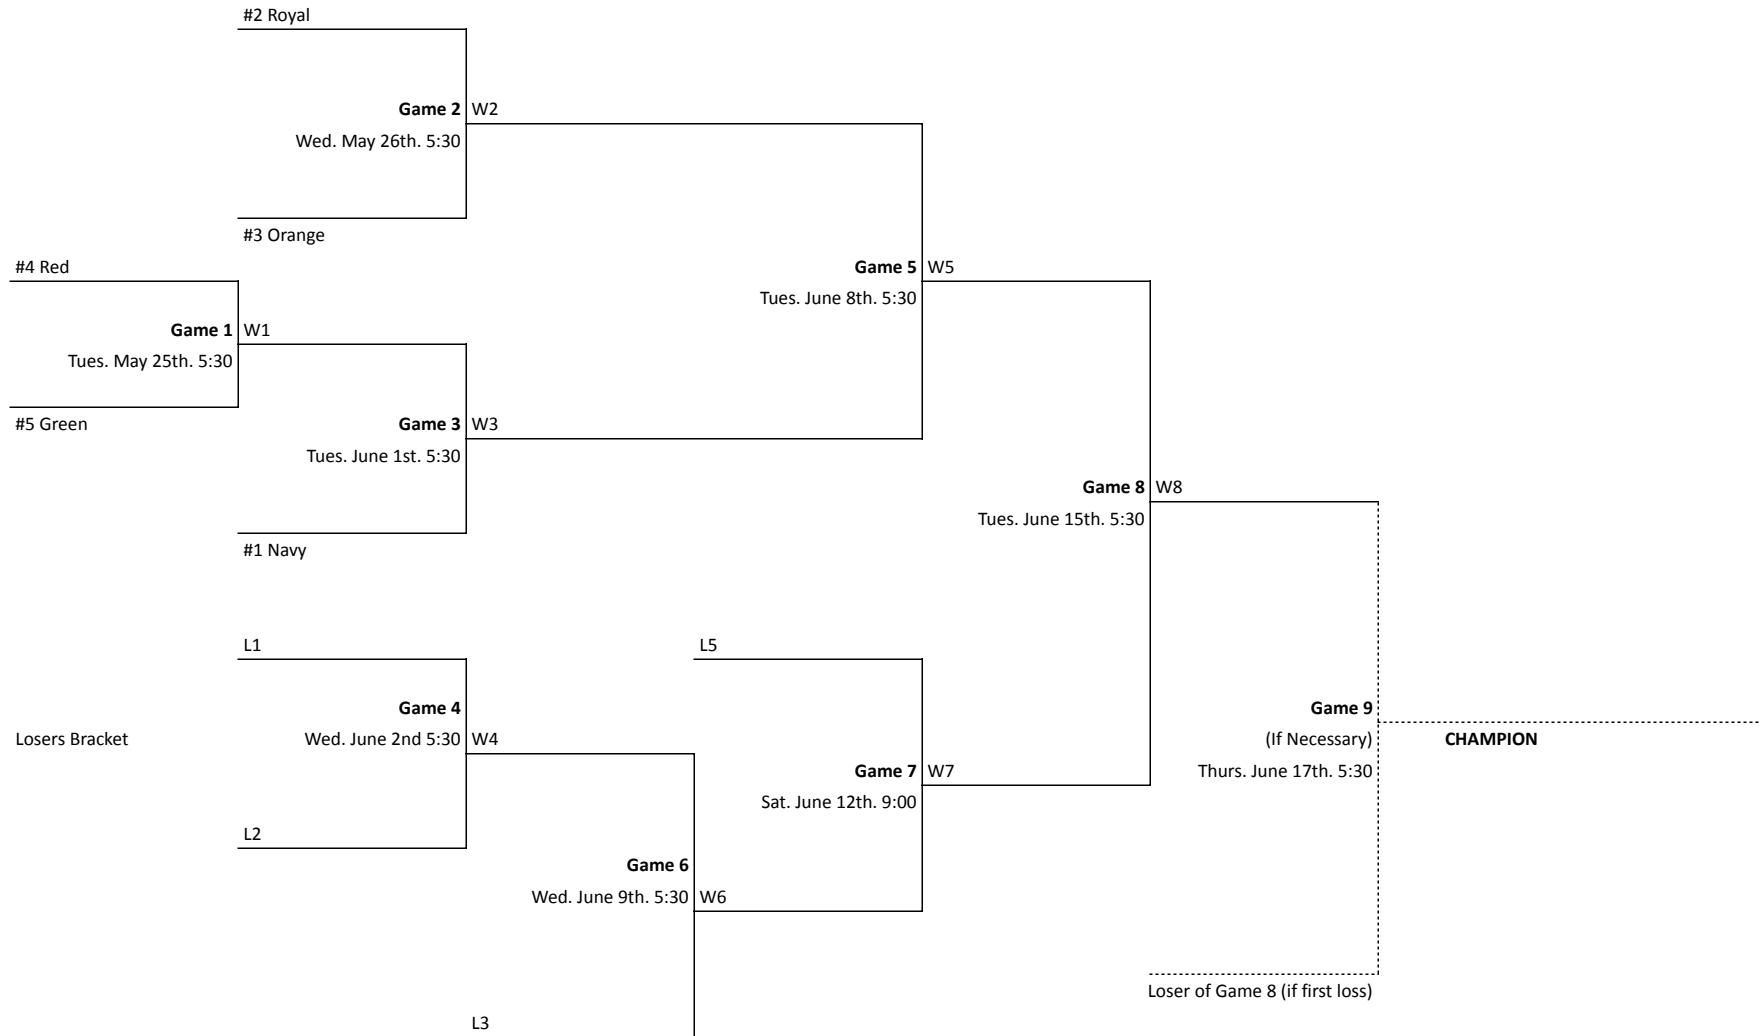 #2 Royal
Game 2 W2
Wed. May 26th. 5:30
#3 Orange
#4 Red
Game 5 W5
Tues. June 8th. 5:30
Game 1 W1
Tues. May 25th. 5:30
#5 Green
Game 3 W3
Tues. June 1st. 5:30
Game 8 W8
Tues. June 15th. 5:30
#1 Navy
L1
L5
Game 4
Game 9
Losers Bracket
Wed. June 2nd 5:30 W4
(If Necessary)
CHAMPION
Game 7 W7
Thurs. June 17th. 5:30
Sat. June 12th. 9:00
L2
Game 6
Wed. June 9th. 5:30 W6
Loser of Game 8 (if first loss)
L3